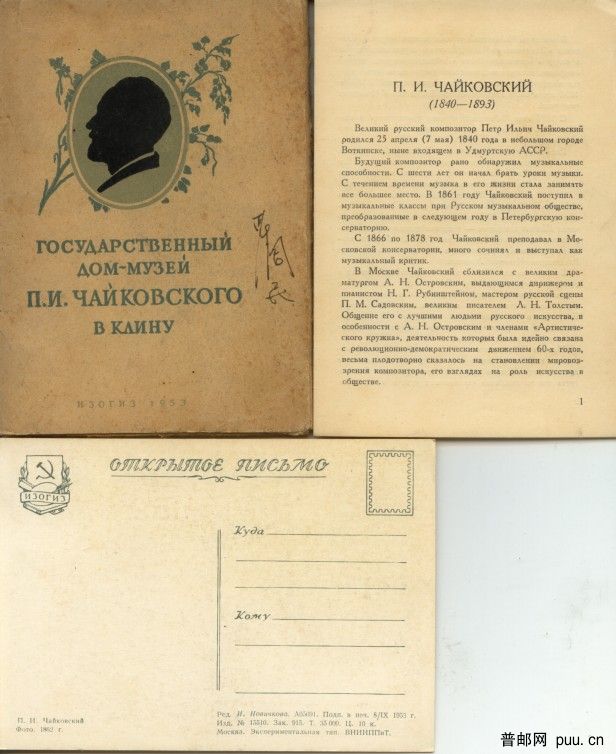 ГОСУДАРСТВЕННЫЙ
ДОМ-МУЗЕЙ
П.И. ЧАЙКОВСКОГО
В КЛИНУ
ИЗОГИЗ 1953
П. И. ЧАЙКОВСКИЙ
(1840—1893)
Великий русский композитор Петр Ильич Чайковский
родился 25 апреля (7 мая) 1840 года в небольшом городе
Воткинске, ныне входящем в Удмуртскую АССР.
Будущий композитор рано обнаружил музыкальные
способности. С шести лет он начал брать уроки музыки.
С течением времени музыка в его жизни стала занимать
все большее место. В 1861 году Чайковский поступил в
музыкальные классы при Русском музыкальном обществе,
преобразованные в следующем году в Петербургскую кон-
серваторию.
С 1866 по 1878 год Чайковский преподавал в Мо-
сковской консерватории, много сочинял и выступал как
музыкальный критик.
В Москве Чайковский сблизился с великим дра-
матургом А. Н. Островским, выдающимся дирижером и
пианистом Н. Г. Рубинштейном, мастером русской сцены
П. М. Садовским, великим писателем Л. Н. Толстым.
Общение его с лучшими людьми русского искусства, в
особенности с А. Н. Островским и членами «Артистиче-
ского кружка», деятельность которых была идейно связана
с революционно-демократическим движением 60-х годов,
весьма плодотворно сказалось на становлении мировоз-
зрения композитора, его взглядах на роль искусства в
обществе.
1
ИЗОГИЗ
ОТКРЫТОЕ ПИСЬМО
Куда
Кому
П. И. Чайковский
Фото. 1862 г.
Ред. И. Новачкова. А05491. Подп. в печ. 8/IX 1953 г.
Изд. № 15510. Зак. 915. Т. 35 000. Ц. 10 к.
Москва. Экспериментальная тип. ВНИИППиТ.
普邮网 puu.cn